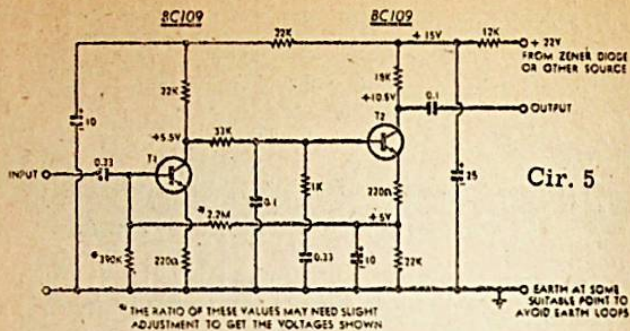 BC109
BC109
22K
+ 15V
12K
+ 22V
FROM ZENER DIODE
OR OTHER SOURCE
22K
18K
+10.5V
0.1
OUTPUT
10
+5.5V
33K
T2
INPUT
0.33
T1
1K
220Ω
25
Cir. 5
* 2.2M
0.1
+5V
* 390K
220Ω
0.33
10
22K
EARTH AT SOME
SUITABLE POINT TO
AVOID EARTH LOOPS
* THE RATIO OF THESE VALUES MAY NEED SLIGHT
ADJUSTMENT TO GET THE VOLTAGES SHOWN